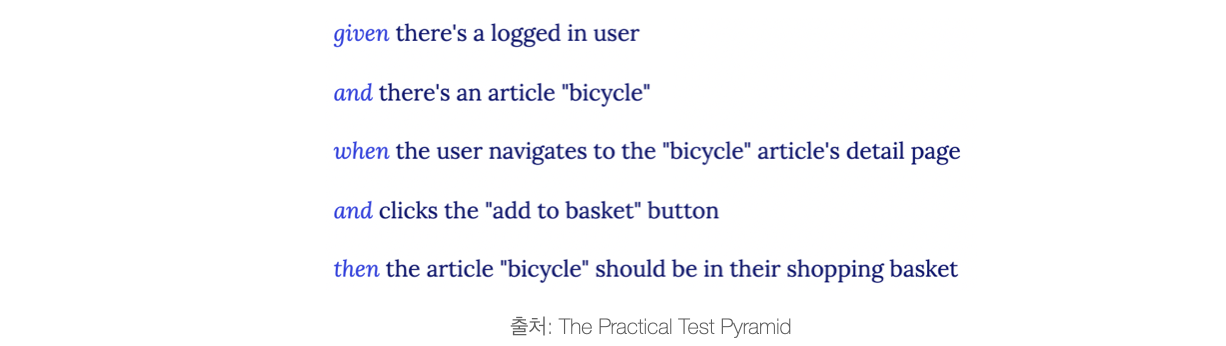 given there's a logged in user
and there's an article "bicycle"
when the user navigates to the "bicycle" article's detail page
and clicks the "add to basket" button
then the article "bicycle" should be in their shopping basket
출처: The Practical Test Pyramid